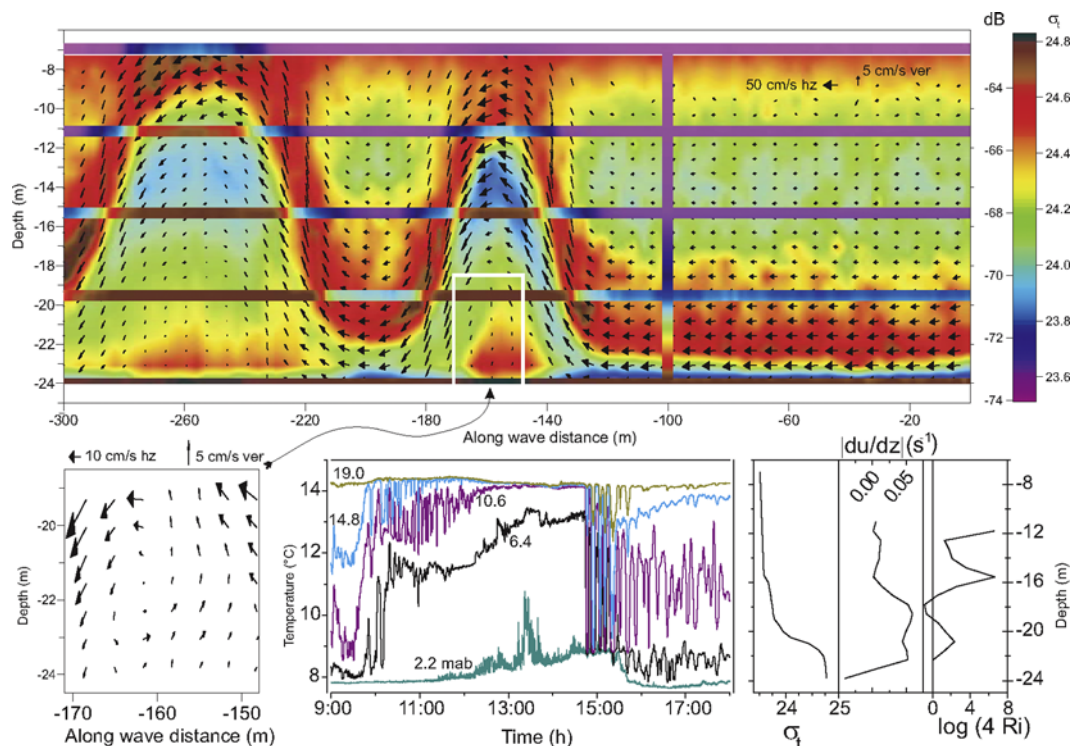 dB σt
24.8
-8
5 cm/s ver
50 cm/s hz
-64 24.6
-10
-12
-66 24.4
-14
Depth (m)
-16
-68 24.2
-18
-70 24.0
-20
-72 23.8
-22
23.6
-24 -74
-300 -260 -220 -180 -140 -100 -60 -20
Along wave distance (m)
10 cm/s hz 5 cm/s ver
-20
-22
-24
Depth (m)
-170 -160 -150
Along wave distance (m)
19.0
14
14.8
10.6
6.4
12
10
8
2.2 mab
Temperature (°C)
9:00 11:00 13:00 15:00 17:00
Time (h)
|du/dz|(s-1)
0.00 0.05
-8
-12
-16
-20
-24
Depth (m)
24 25 0 4 8
σt log (4 Ri)